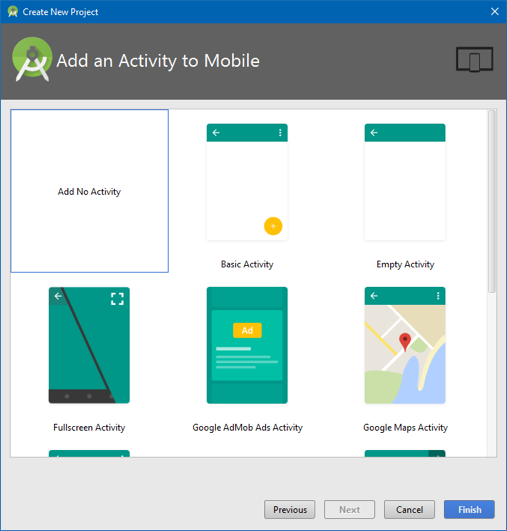 Create New Project
Add an Activity to Mobile
Add No Activity
Basic Activity
Empty Activity
Ad
Fullscreen Activity
Google AdMob Ads Activity
Google Maps Activity
Previous
Next
Cancel
Finish